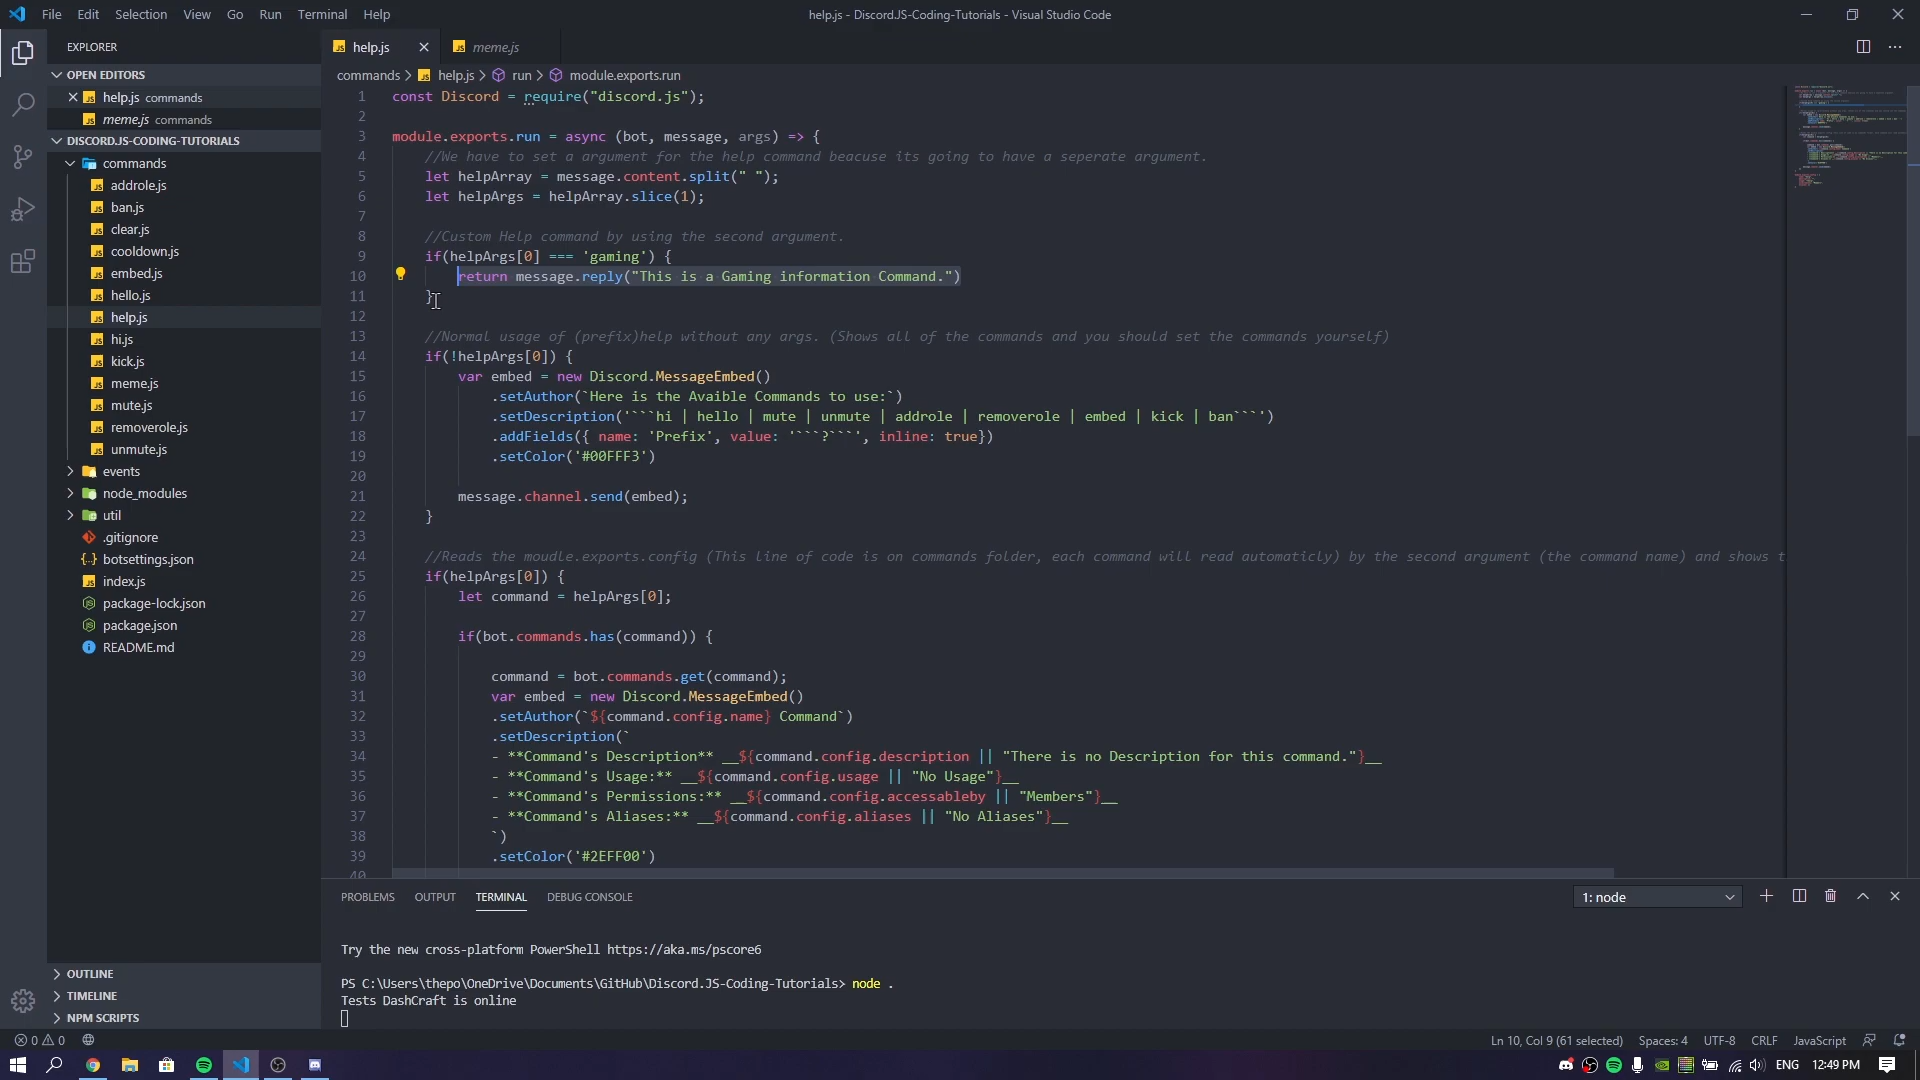 File Edit Selection View Go Run Terminal Help
help.js - Discord.JS-Coding-Tutorials - Visual Studio Code
EXPLORER
OPEN EDITORS
help.js commands
meme.js commands
DISCORD.JS-CODING-TUTORIALS
commands
addrole.js
ban.js
clear.js
cooldown.js
embed.js
hello.js
help.js
hi.js
kick.js
meme.js
mute.js
removerole.js
unmute.js
events
node_modules
util
.gitignore
botsettings.json
index.js
package-lock.json
package.json
README.md
OUTLINE
TIMELINE
NPM SCRIPTS
help.js meme.js
commands > help.js > run > module.exports.run
1 const Discord = require("discord.js");
2
3 module.exports.run = async (bot, message, args) => {
4 //We have to set a argument for the help command beacuse its going to have a seperate argument.
5 let helpArray = message.content.split(" ");
6 let helpArgs = helpArray.slice(1);
7
8 //Custom Help command by using the second argument.
9 if(helpArgs[0] === 'gaming') {
10 return message.reply("This is a Gaming information Command.")
11 }
12
13 //Normal usage of (prefix)help without any args. (Shows all of the commands and you should set the commands yourself)
14 if(!helpArgs[0]) {
15 var embed = new Discord.MessageEmbed()
16 .setAuthor(`Here is the Avaible Commands to use:`)
17 .setDescription('```hi | hello | mute | unmute | addrole | removerole | embed | kick | ban```')
18 .addFields({ name: 'Prefix', value: '```?```', inline: true})
19 .setColor('#00FFF3')
20
21 message.channel.send(embed);
22 }
23
24 //Reads the moudle.exports.config (This line of code is on commands folder, each command will read automaticly) by the second argument (the command name) and shows t
25 if(helpArgs[0]) {
26 let command = helpArgs[0];
27
28 if(bot.commands.has(command)) {
29
30 command = bot.commands.get(command);
31 var embed = new Discord.MessageEmbed()
32 .setAuthor(`${command.config.name} Command`)
33 .setDescription(`
34 - **Command's Description** __${command.config.description || "There is no Description for this command."}__
35 - **Command's Usage:** __${command.config.usage || "No Usage"}__
36 - **Command's Permissions:** __${command.config.accessableby || "Members"}__
37 - **Command's Aliases:** __${command.config.aliases || "No Aliases"}__
38 `)
39 .setColor('#2EFF00')
40
PROBLEMS OUTPUT TERMINAL DEBUG CONSOLE
1: node
Try the new cross-platform PowerShell https://aka.ms/pscore6
PS C:\Users\thepo\OneDrive\Documents\GitHub\Discord.JS-Coding-Tutorials> node .
Tests DashCraft is online
0 0
Ln 10, Col 9 (61 selected) Spaces: 4 UTF-8 CRLF JavaScript
ENG 12:49 PM